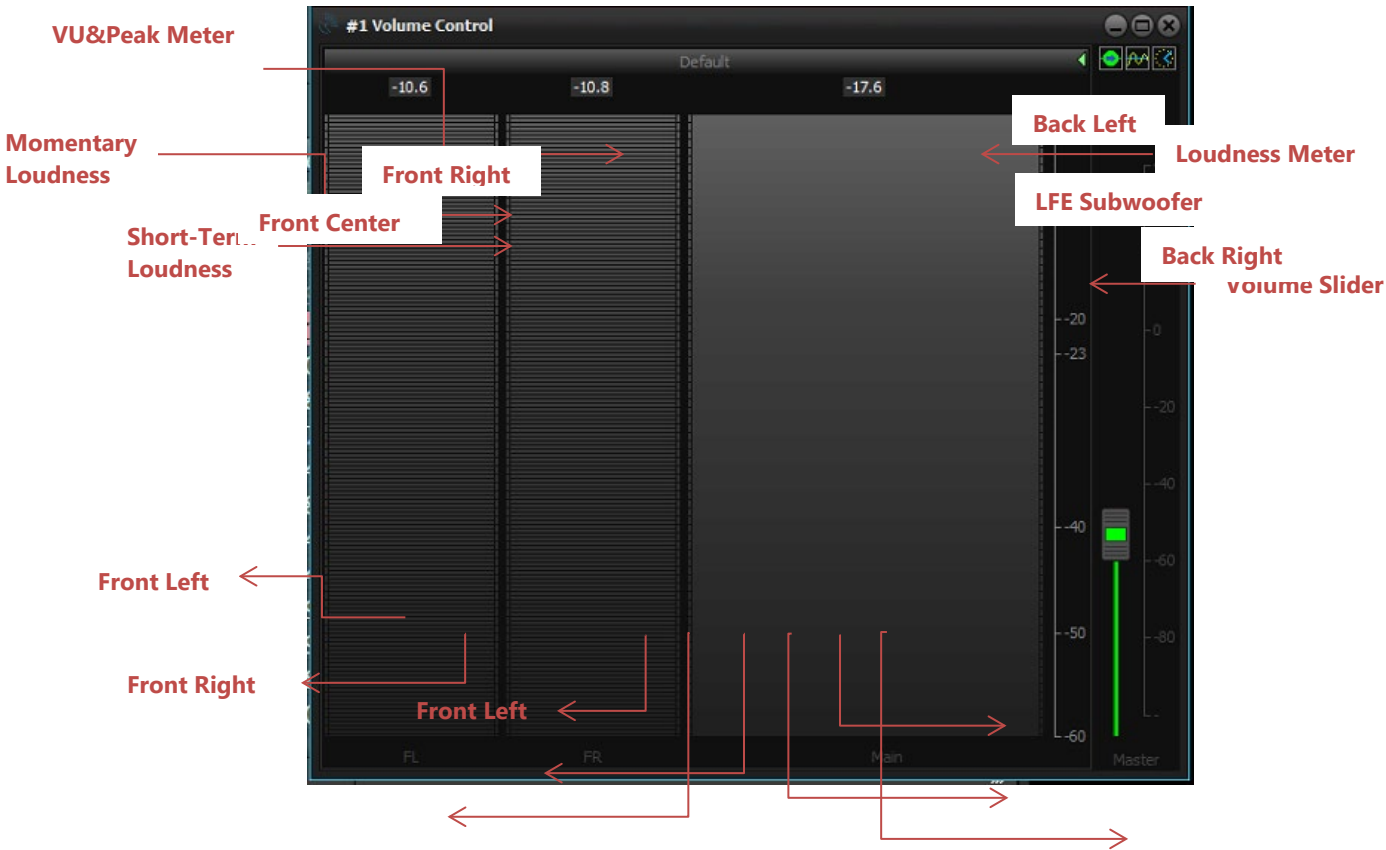 #1 Volume Control
VU&Peak Meter
Default
-10.6
-10.8
-17.6
Back Left
Momentary
Loudness
Loudness Meter
Front Right
LFE Subwoofer
Front Center
Short-Term
Loudness
Back Right
Volume Slider
-20
-23
0
-20
-40
-40
-60
Front Left
-50
-80
Front Right
Front Left
-60
FL
FR
Main
Master